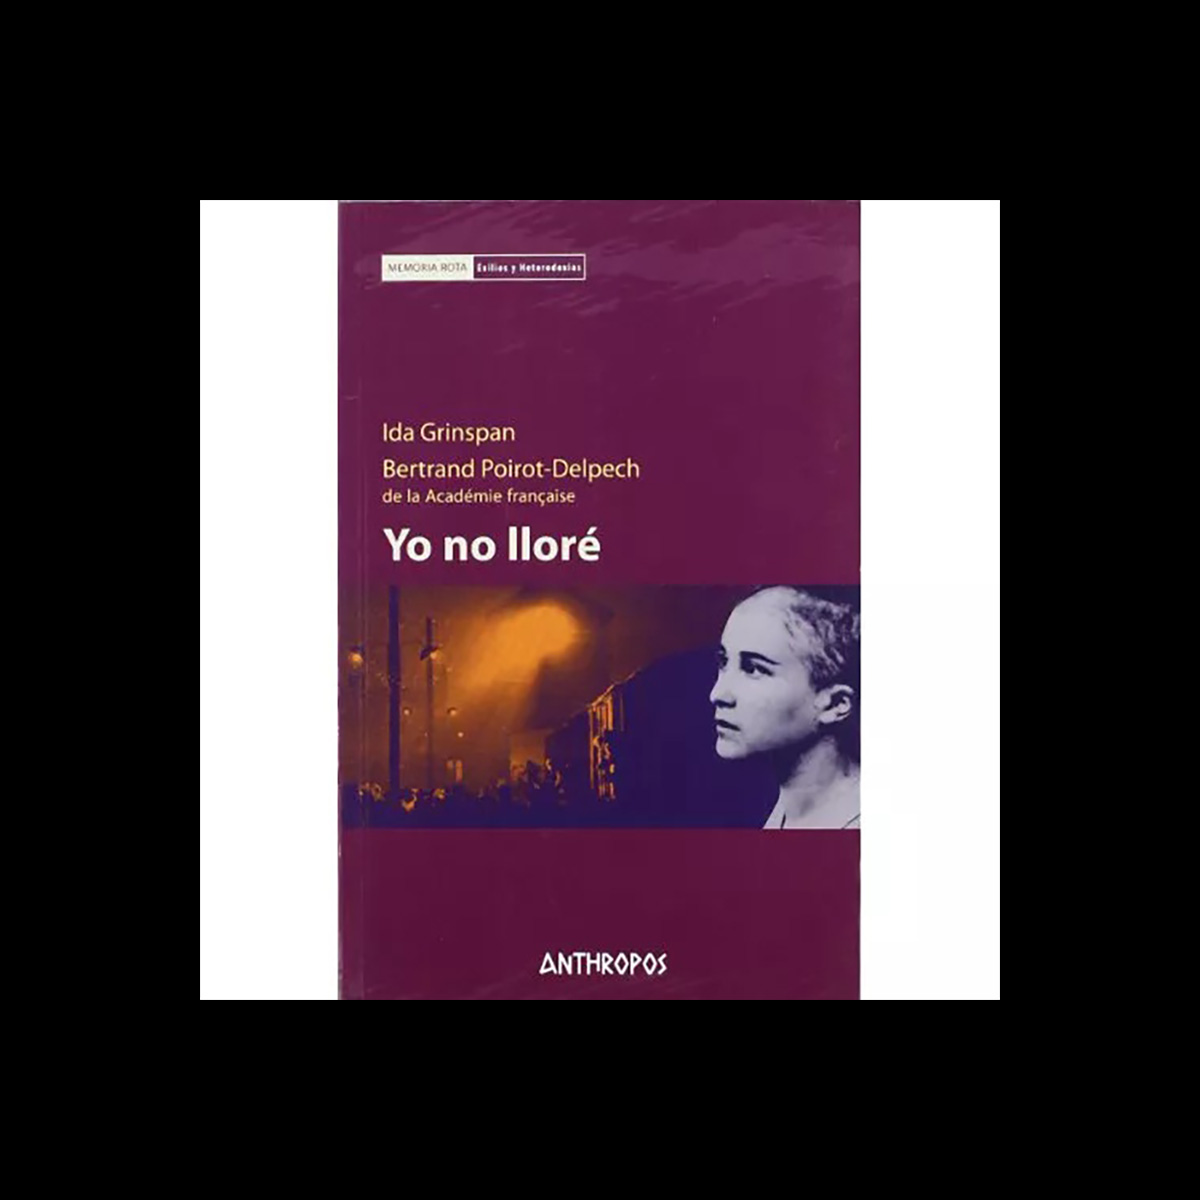 MEMORIA ROTA Exilios y Heterodoxias
Ida Grinspan
Bertrand Poirot-Delpech
de la Académie française
Yo no lloré
ANTHROPOS